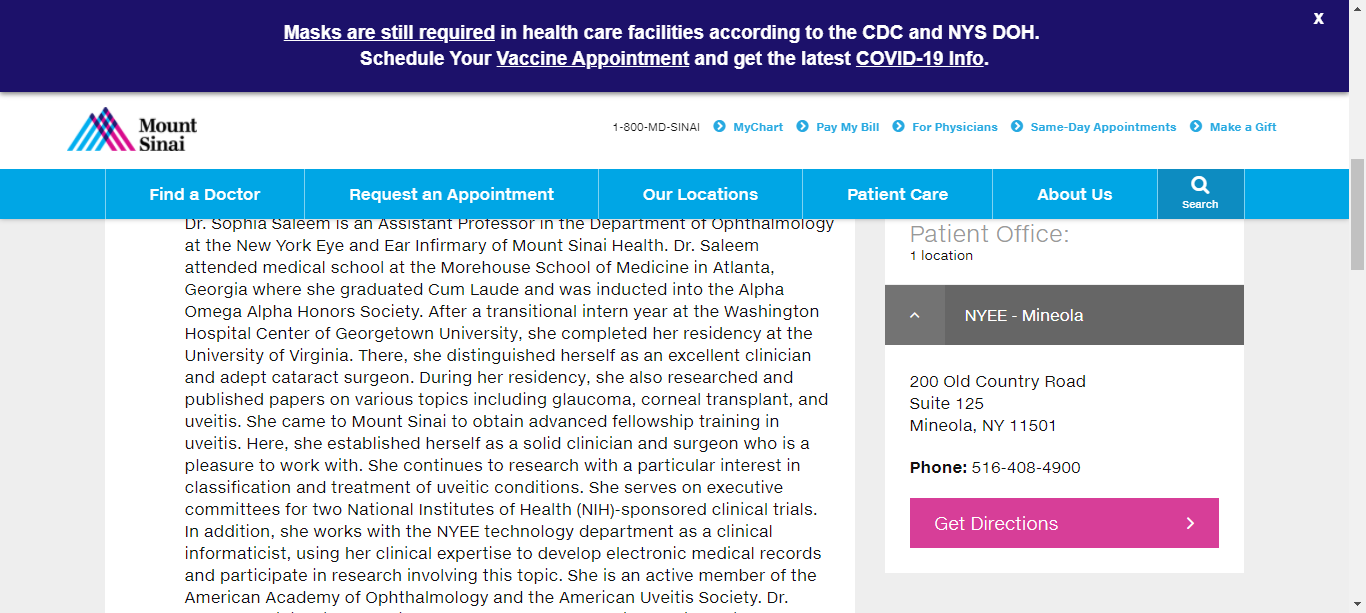 Masks are still required in health care facilities according to the CDC and NYS DOH.
Schedule Your Vaccine Appointment and get the latest COVID-19 Info.
X
Mount
Sinai
1-800-MD-SINAI MyChart Pay My Bill For Physicians Same-Day Appointments Make a Gift
Find a Doctor Request an Appointment Our Locations Patient Care About Us Search
Dr. Sophia Saleem is an Assistant Professor in the Department of Ophthalmology
at the New York Eye and Ear Infirmary of Mount Sinai Health. Dr. Saleem
attended medical school at the Morehouse School of Medicine in Atlanta,
Georgia where she graduated Cum Laude and was inducted into the Alpha
Omega Alpha Honors Society. After a transitional intern year at the Washington
Hospital Center of Georgetown University, she completed her residency at the
University of Virginia. There, she distinguished herself as an excellent clinician
and adept cataract surgeon. During her residency, she also researched and
published papers on various topics including glaucoma, corneal transplant, and
uveitis. She came to Mount Sinai to obtain advanced fellowship training in
uveitis. Here, she established herself as a solid clinician and surgeon who is a
pleasure to work with. She continues to research with a particular interest in
classification and treatment of uveitic conditions. She serves on executive
committees for two National Institutes of Health (NIH)-sponsored clinical trials.
In addition, she works with the NYEE technology department as a clinical
informaticist, using her clinical expertise to develop electronic medical records
and participate in research involving this topic. She is an active member of the
American Academy of Ophthalmology and the American Uveitis Society. Dr.
Patient Office:
1 location
NYEE - Mineola
200 Old Country Road
Suite 125
Mineola, NY 11501
Phone: 516-408-4900
Get Directions